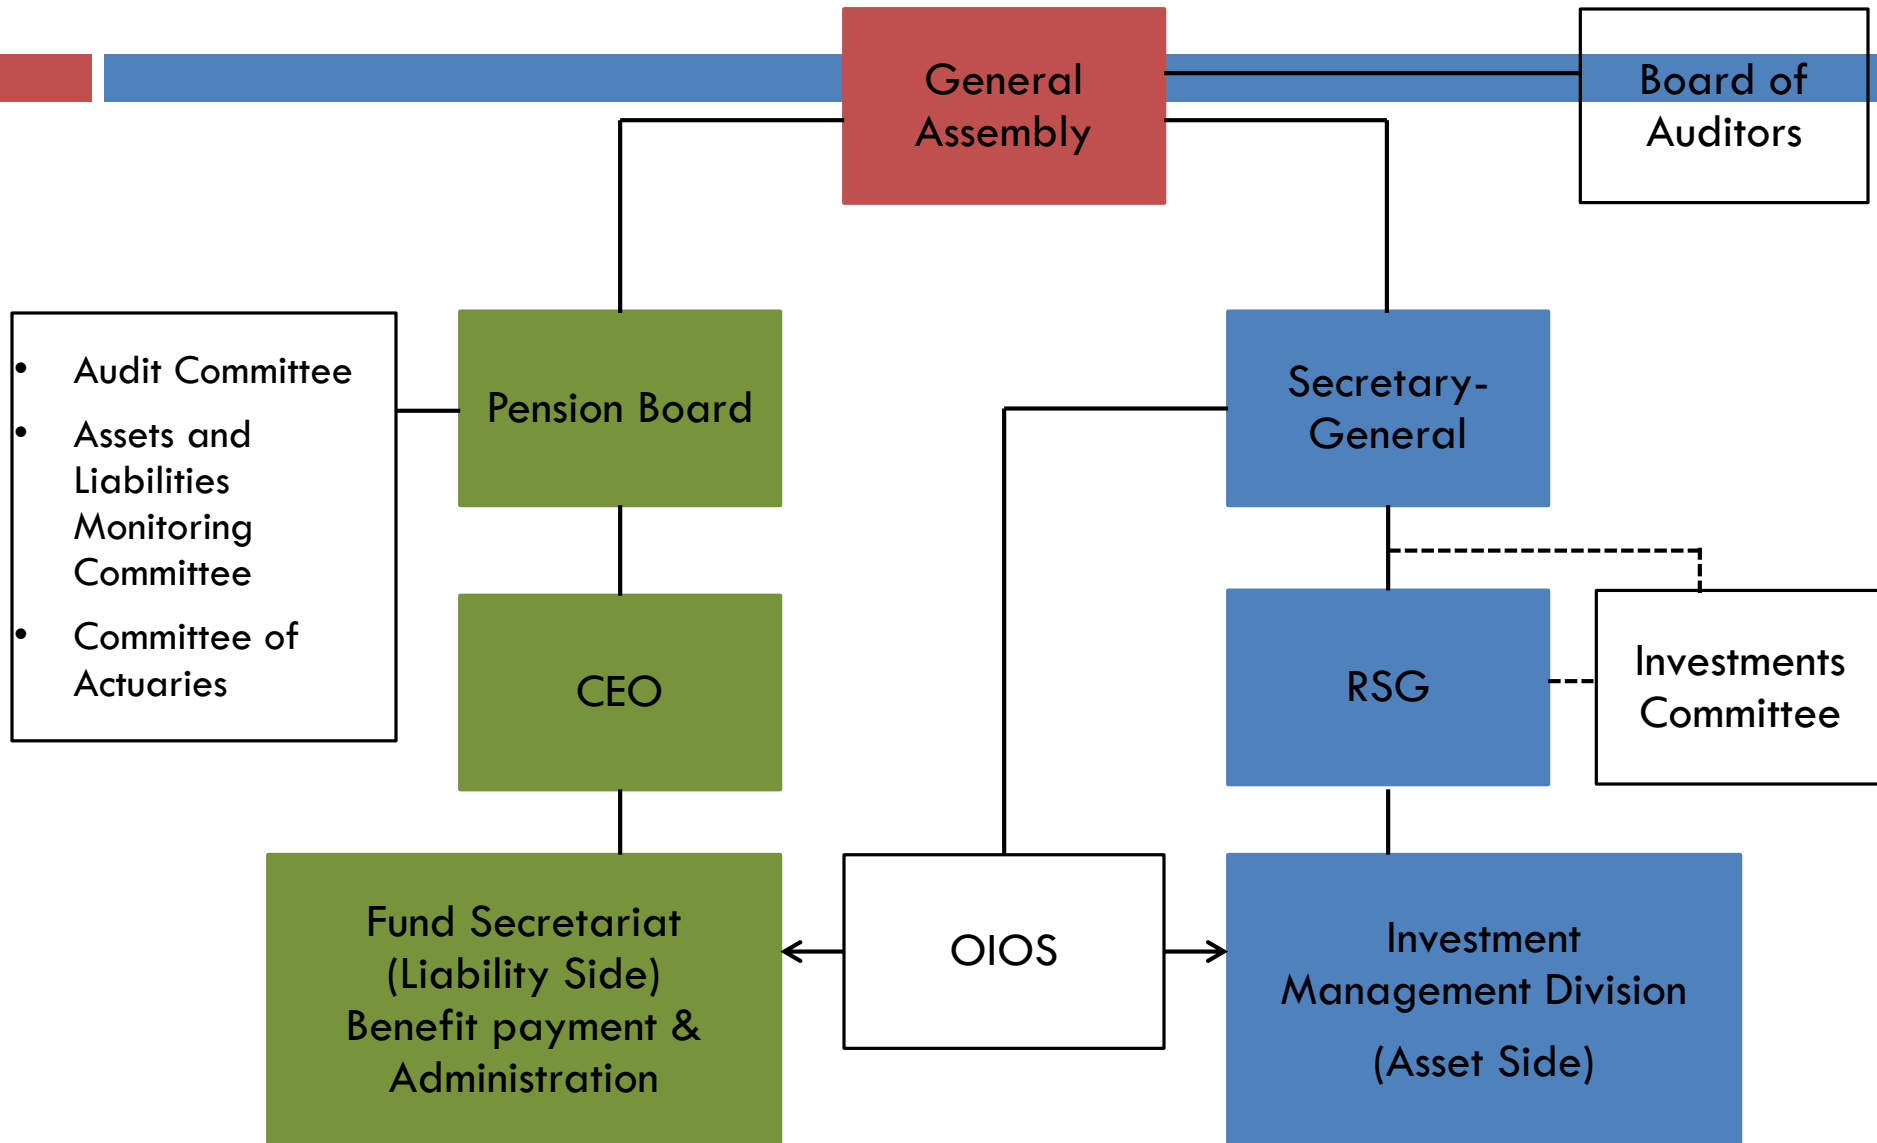 General
Assembly
Board of
Auditors
• Audit Committee
• Assets and
Liabilities
Monitoring
Committee
• Committee of
Actuaries
Pension Board
Secretary-
General
CEO
RSG
Investments
Committee
Fund Secretariat
(Liability Side)
Benefit payment &
Administration
OIOS
Investment
Management Division
(Asset Side)